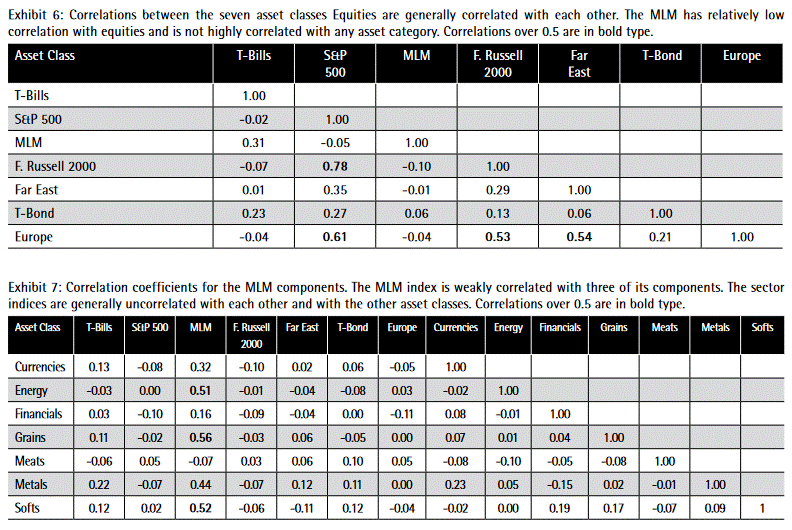 Exhibit 6: Correlations between the seven asset classes Equities are generally correlated with each other. The MLM has relatively low
correlation with equities and is not highly correlated with any asset category. Correlations over 0.5 are in bold type.
Asset Class T-Bills S&P 500 MLM F. Russell 2000 Far East T-Bond Europe
T-Bills 1.00
S&P 500 -0.02 1.00
MLM 0.31 -0.05 1.00
F. Russell 2000 -0.07 0.78 -0.10 1.00
Far East 0.01 0.35 -0.01 0.29 1.00
T-Bond 0.23 0.27 0.06 0.13 0.06 1.00
Europe -0.04 0.61 -0.04 0.53 0.54 0.21 1.00
Exhibit 7: Correlation coefficients for the MLM components. The MLM index is weakly correlated with three of its components. The sector
indices are generally uncorrelated with each other and with the other asset classes. Correlations over 0.5 are in bold type.
Asset Class T-Bills S&P 500 MLM F. Russell 2000 Far East T-Bond Europe Currencies Energy Financials Grains Meats Metals Softs
Currencies 0.13 -0.08 0.32 -0.10 0.02 0.06 -0.05 1.00
Energy -0.03 0.00 0.51 -0.01 -0.04 -0.08 0.03 -0.02 1.00
Financials 0.03 -0.10 0.16 -0.09 -0.04 0.00 -0.11 0.08 -0.01 1.00
Grains 0.11 -0.02 0.56 -0.03 0.06 -0.05 0.00 0.07 0.01 0.04 1.00
Meats -0.06 0.05 -0.07 0.03 0.06 0.10 0.05 -0.08 -0.10 -0.05 -0.08 1.00
Metals 0.22 -0.07 0.44 -0.07 0.12 0.11 0.00 0.23 0.05 -0.15 0.02 -0.01 1.00
Softs 0.12 0.02 0.52 -0.06 -0.11 0.12 -0.04 -0.02 0.00 0.19 0.17 -0.07 0.09 1